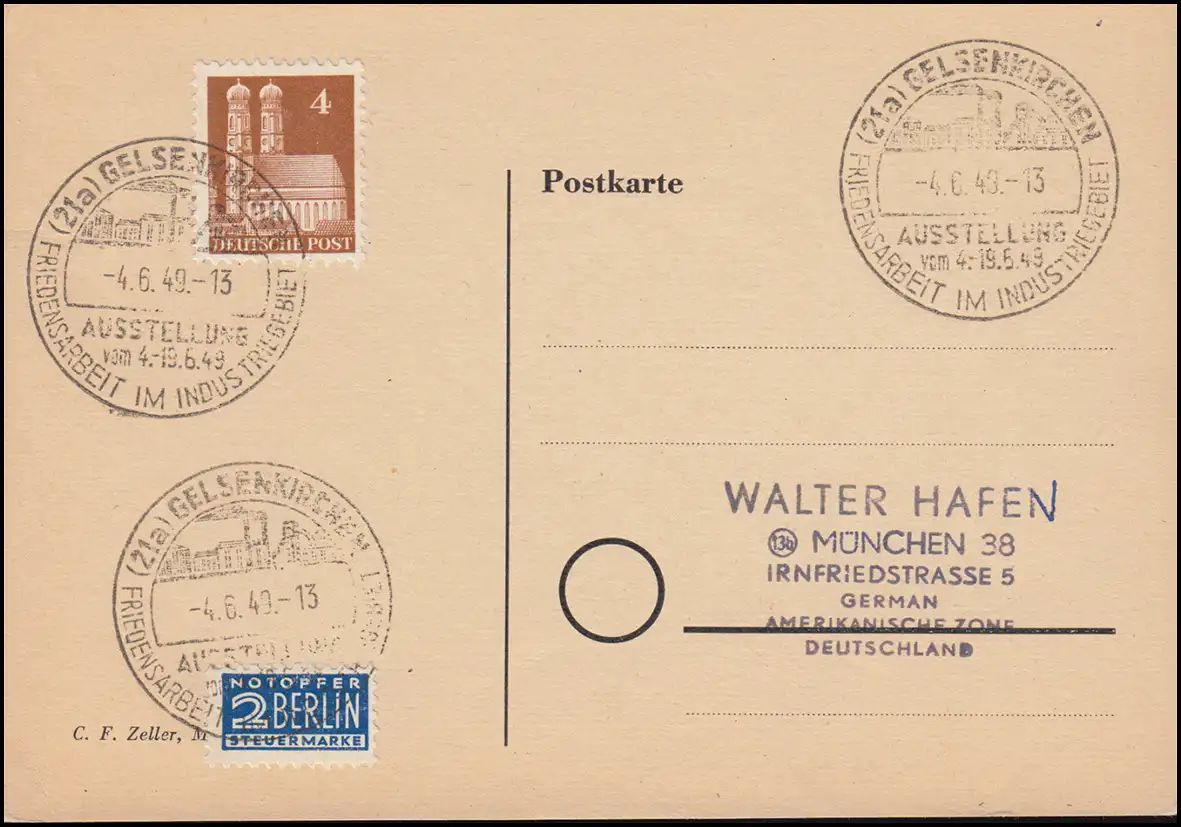 4
DEUTSCHE POST
(21a) GELSENKIRCHEN
-4.6.49.-13
AUSSTELLUNG
vom 4.-19.6.49
FRIEDENSARBEIT IM INDUSTRIEGEBIET
(21a) GELSENKIRCHEN
-4.6.49.-13
AUSSTELLUNG
vom 4.-19.6.49
FRIEDENSARBEIT IM INDUSTRIEGEBIET
Postkarte
(21a) GELSENKIRCHEN
-4.6.49.-13
AUSSTELLUNG
FRIEDENSARBEIT
NOTOPFER
2 BERLIN
STEUERMARKE
C. F. Zeller, M
WALTER HAFEN
13b MÜNCHEN 38
IRNFRIEDSTRASSE 5
GERMAN
AMERIKANISCHE ZONE
DEUTSCHLAND